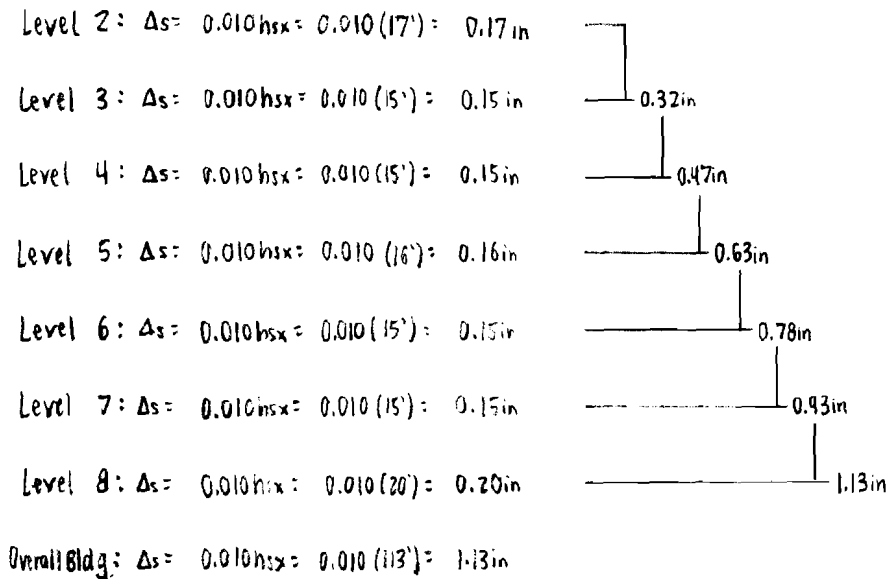 Level 2: Δs= 0.010hsx= 0.010(17')= 0.17in
Level 3: Δs= 0.010hsx= 0.010(15')= 0.15in 0.32in
Level 4: Δs= 0.010hsx= 0.010(15')= 0.15in 0.47in
Level 5: Δs= 0.010hsx= 0.010(16')= 0.16in 0.63in
Level 6: Δs= 0.010hsx= 0.010(15')= 0.15in 0.78in
Level 7: Δs= 0.010hsx= 0.010(15')= 0.15in 0.93in
Level 8: Δs= 0.010hsx= 0.010(20')= 0.20in 1.13in
Overall Bldg: Δs= 0.010hsx= 0.010(113')= 1.13in